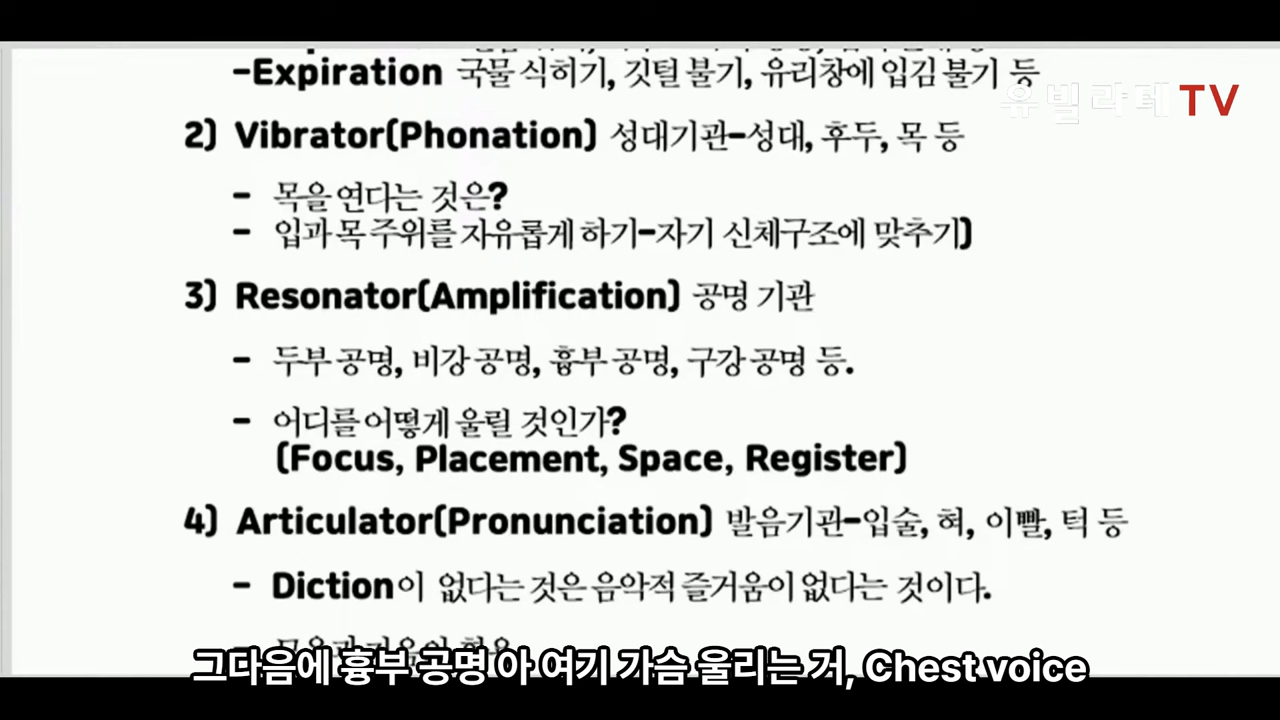 -Expiration 국물 식히기, 깃털 불기, 유리창에 입김 불기 등
유빌라테TV
2) Vibrator(Phonation) 성대기관-성대, 후두, 목 등
- 목을 연다는 것은?
- 입과 목 주위를 자유롭게 하기-자기 신체구조에 맞추기)
3) Resonator(Amplification) 공명 기관
- 두부 공명, 비강 공명, 흉부 공명, 구강 공명 등.
- 어디를 어떻게 울릴 것인가?
(Focus, Placement, Space, Register)
4) Articulator(Pronunciation) 발음기관-입술, 혀, 이빨, 턱 등
- Diction이 없다는 것은 음악적 즐거움이 없다는 것이다.
그다음에 흉부 공명 아 여기 가슴 울리는 거, Chest voice